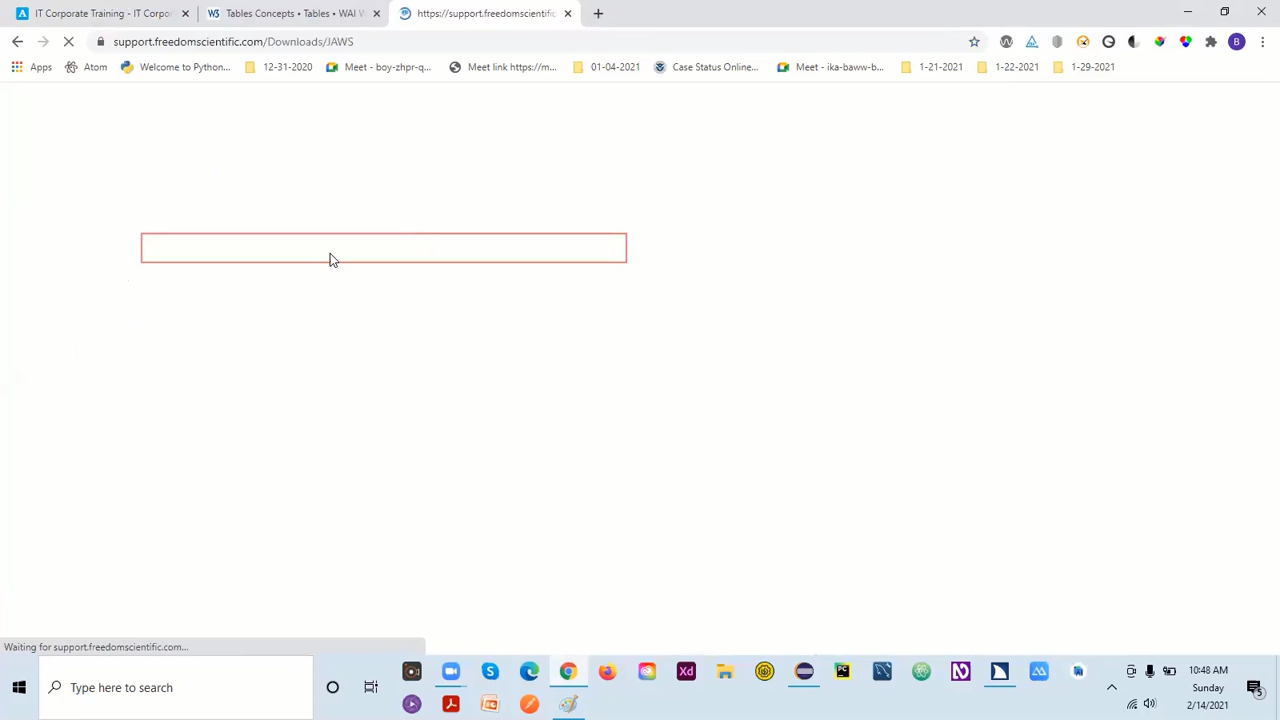 IT Corporate Training - IT Corpor
Tables Concepts • Tables • WAI W
https://support.freedomscientific
support.freedomscientific.com/Downloads/JAWS
Apps
Atom
Welcome to Python...
12-31-2020
Meet - boy-zhpr-q...
Meet link https://m...
01-04-2021
Case Status Online...
Meet - ika-baww-b...
1-21-2021
1-22-2021
1-29-2021
Waiting for support.freedomscientific.com...
Type here to search
10:48 AM
Sunday
2/14/2021